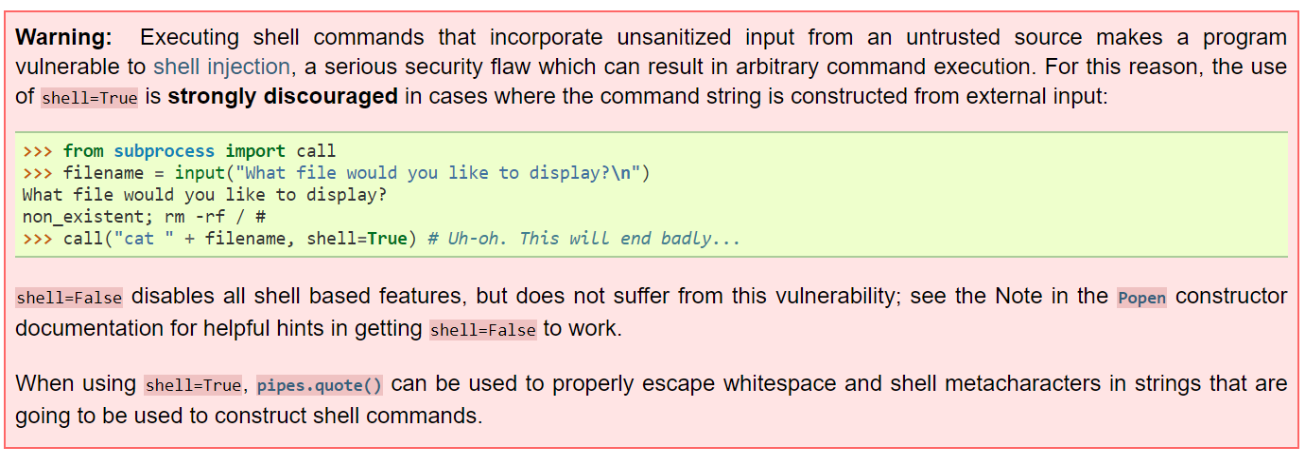 Warning: Executing shell commands that incorporate unsanitized input from an untrusted source makes a program
vulnerable to shell injection, a serious security flaw which can result in arbitrary command execution. For this reason, the use
of shell=True is strongly discouraged in cases where the command string is constructed from external input:
>>> from subprocess import call
>>> filename = input("What file would you like to display?\n")
What file would you like to display?
non_existent; rm -rf / #
>>> call("cat " + filename, shell=True) # Uh-oh. This will end badly...
shell=False disables all shell based features, but does not suffer from this vulnerability; see the Note in the Popen constructor
documentation for helpful hints in getting shell=False to work.
When using shell=True, pipes.quote() can be used to properly escape whitespace and shell metacharacters in strings that are
going to be used to construct shell commands.